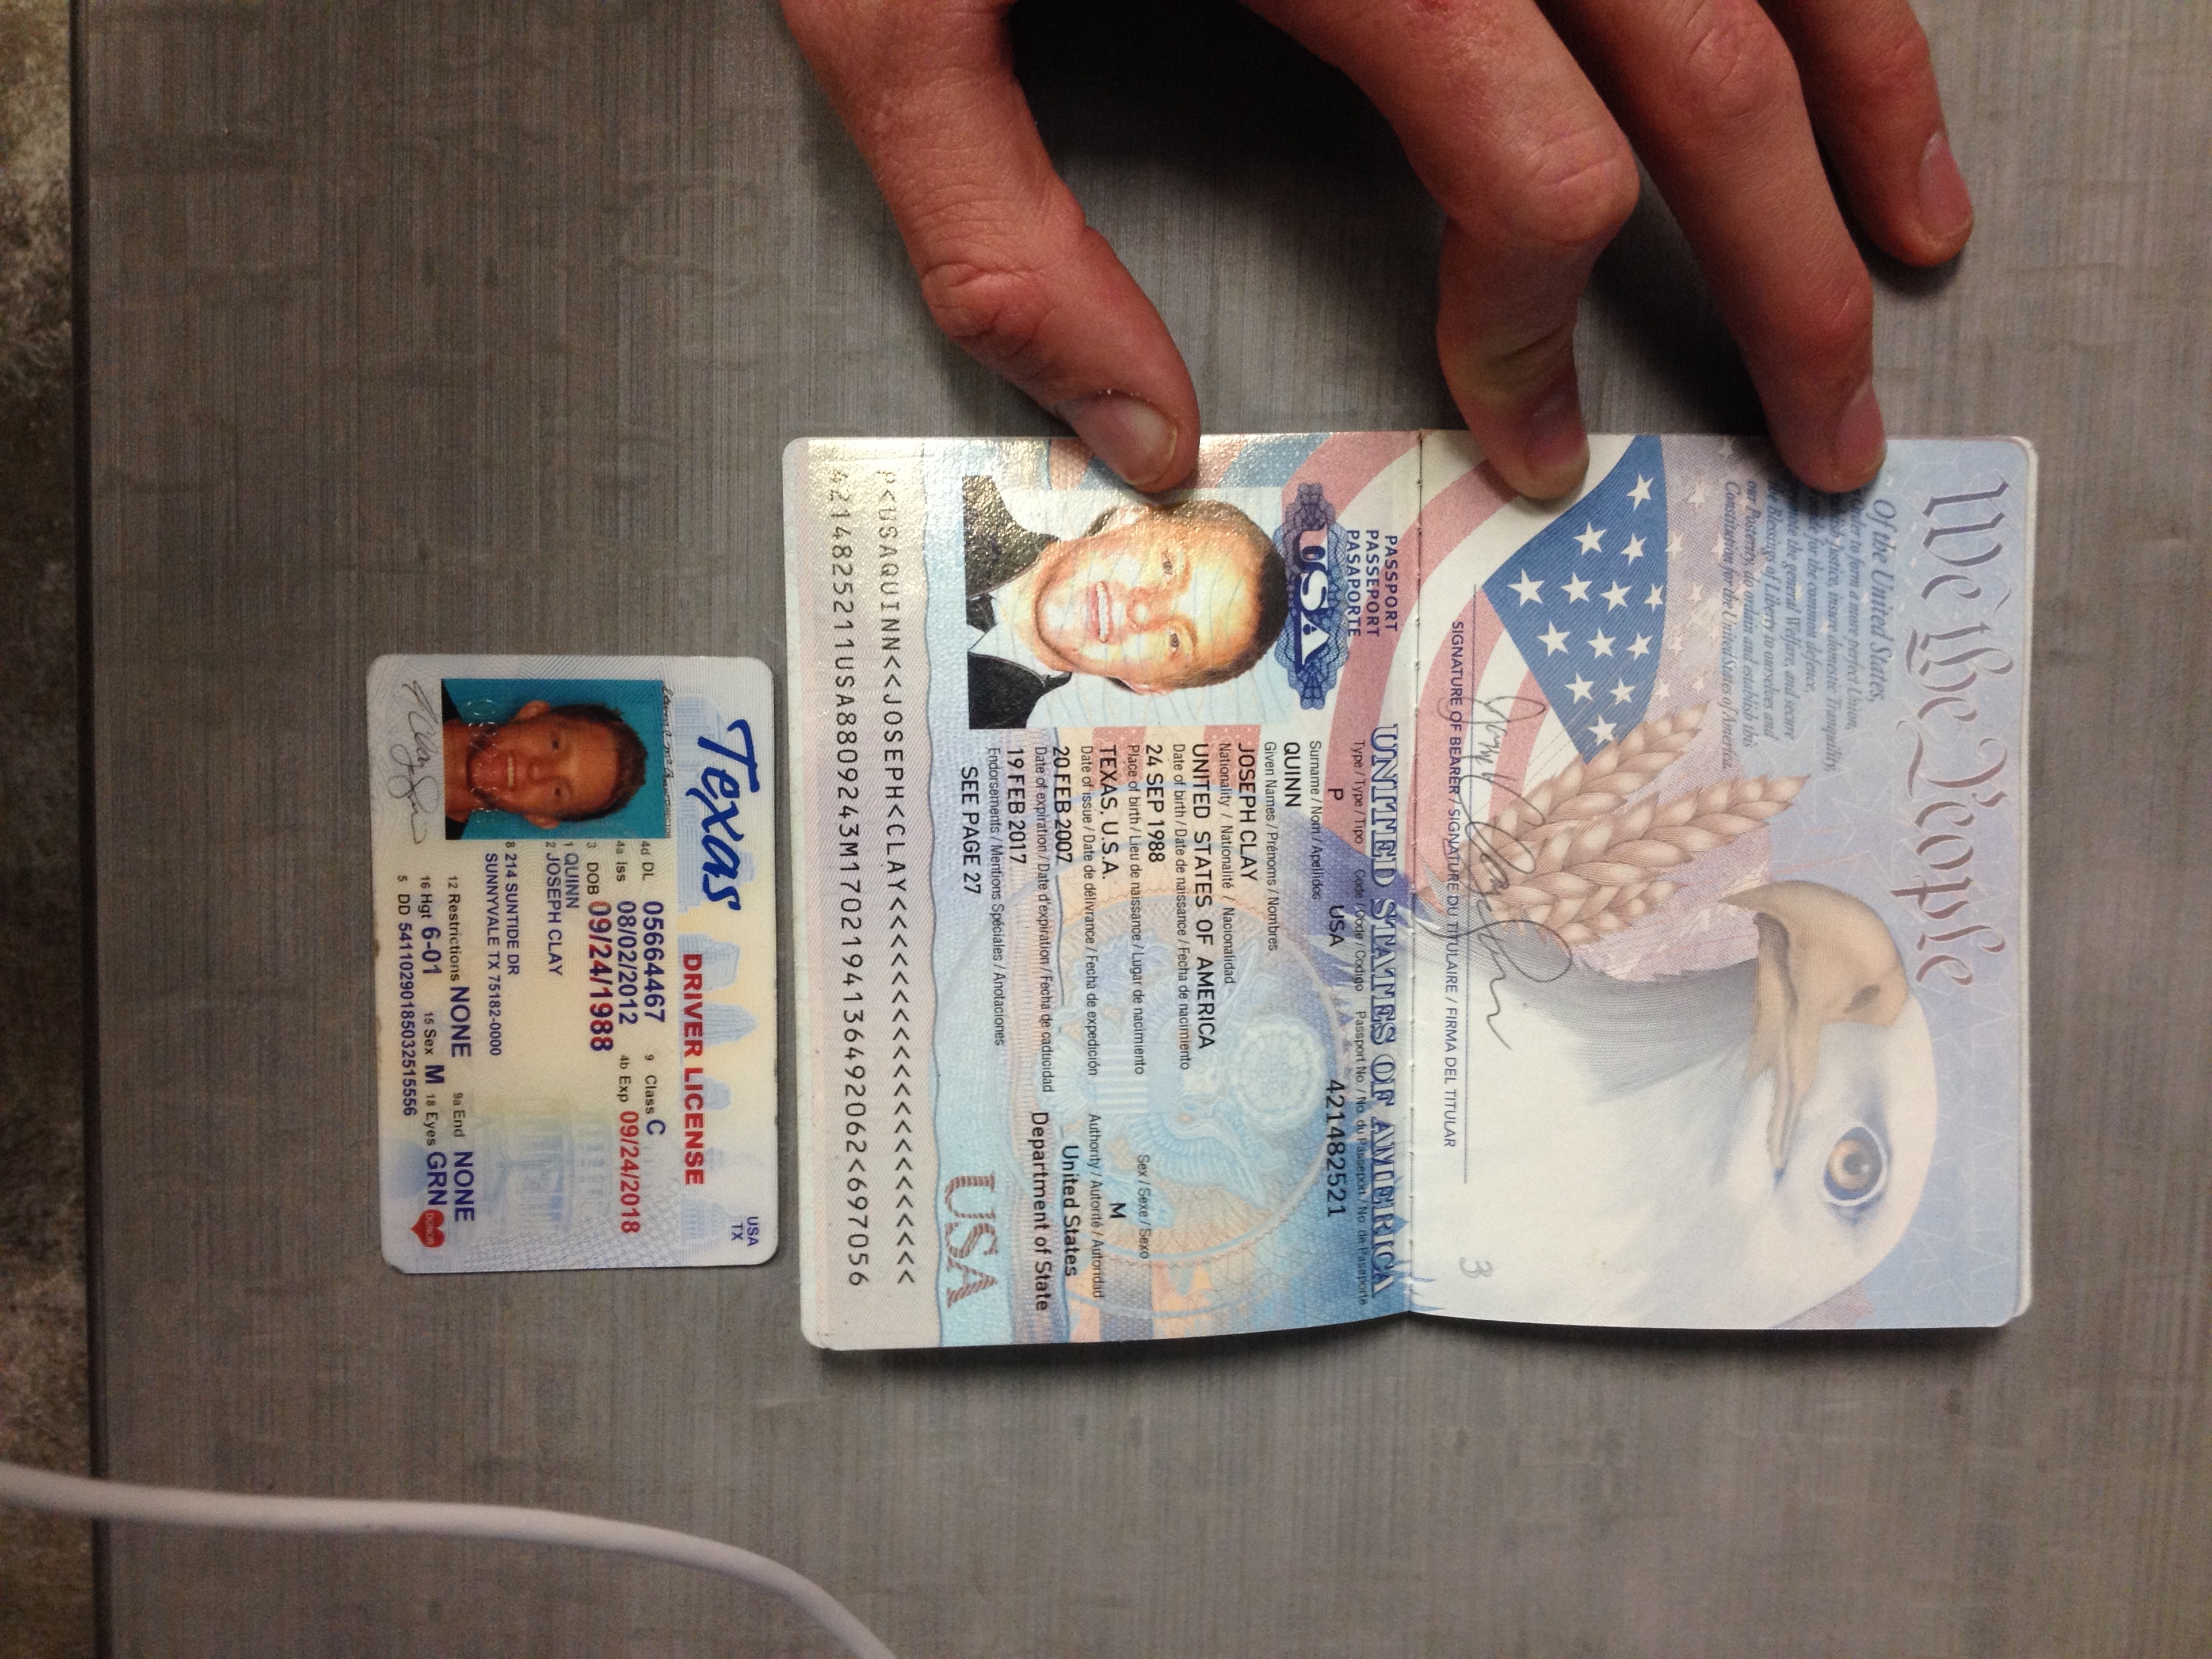 We the People
Of the United States,
order to form a more perfect Union,
Justice, insure domestic Tranquility,
for the common defence,
the general Welfare, and secure
the Blessings of Liberty to ourselves and
our Posterity, do ordain and establish this
Constitution for the United States of America.
SIGNATURE OF BEARER / SIGNATURE DU TITULAIRE / FIRMA DEL TITULAR
3
UNITED STATES OF AMERICA
PASSPORT
PASSEPORT
PASAPORTE
USA
Type / Type / Tipo Code / Code / Codigo Passport No. / No. du Passeport / No. de Pasaporte
P USA 421482521
Surname / Nom / Apellidos
QUINN
Given Names / Prénoms / Nombres
JOSEPH CLAY
Nationality / Nationalité / Nacionalidad
UNITED STATES OF AMERICA
Date of birth / Date de naissance / Fecha de nacimiento
24 SEP 1988
Place of birth / Lieu de naissance / Lugar de nacimiento Sex / Sexe / Sexo
TEXAS, U.S.A. M
Date of issue / Date de délivrance / Fecha de expedición Authority / Autorité / Autoridad
20 FEB 2007 United States
Date of expiration / Date d'expiration / Fecha de caducidad Department of State
19 FEB 2017
Endorsements / Mentions Spéciales / Anotaciones
SEE PAGE 27
USA
P<USAQUINN<<JOSEPH<CLAY<<<<<<<<<<<<<<<<<<<<<
4214825211USA8809243M1702194136492062<697056
Texas
USA
TX
DRIVER LICENSE
4d DL 05664467 9 Class C
4a Iss 08/02/2012 4b Exp 09/24/2018
3 DOB 09/24/1988
1 QUINN
2 JOSEPH CLAY
8 214 SUNTIDE DR
SUNNYVALE TX 75182-0000
12 Restrictions NONE 9a End NONE
16 Hgt 6-01 15 Sex M 18 Eyes GRN
DONOR
5 DD 54110290185032515556